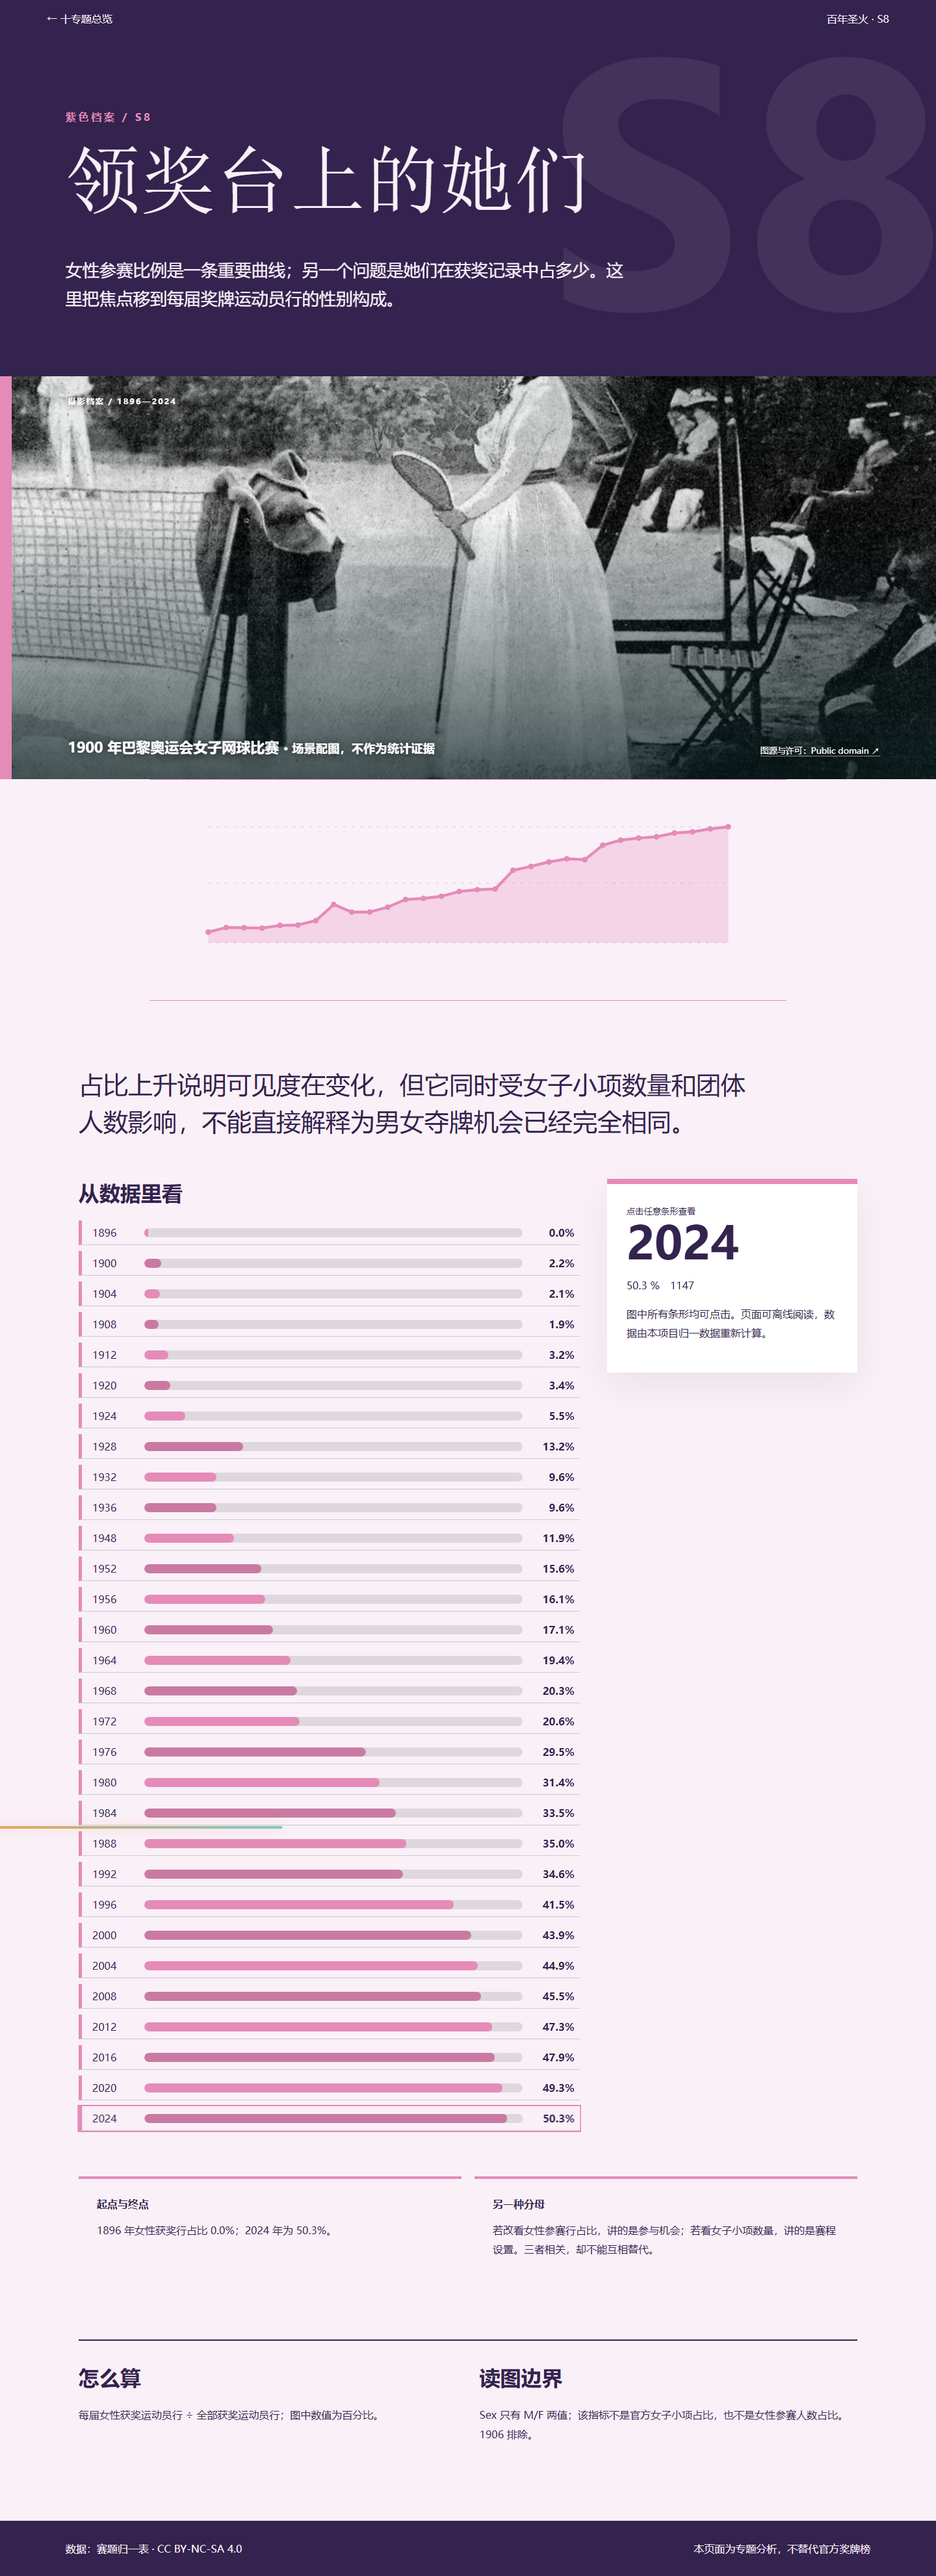 ← 十专题总览
百年圣火 · S8
S8
紫色档案 / S8
领奖台上的她们
女性参赛比例是一条重要曲线；另一个问题是她们在获奖记录中占多少。这
里把焦点移到每届奖牌运动员行的性别构成。
摄影档案 / 1896—2024
1900 年巴黎奥运会女子网球比赛 · 场景配图，不作为统计证据
图源与许可：Public domain ↗
占比上升说明可见度在变化，但它同时受女子小项数量和团体
人数影响，不能直接解释为男女夺牌机会已经完全相同。
从数据里看
1896 0.0%
1900 2.2%
1904 2.1%
1908 1.9%
1912 3.2%
1920 3.4%
1924 5.5%
1928 13.2%
1932 9.6%
1936 9.6%
1948 11.9%
1952 15.6%
1956 16.1%
1960 17.1%
1964 19.4%
1968 20.3%
1972 20.6%
1976 29.5%
1980 31.4%
1984 33.5%
1988 35.0%
1992 34.6%
1996 41.5%
2000 43.9%
2004 44.9%
2008 45.5%
2012 47.3%
2016 47.9%
2020 49.3%
2024 50.3%
点击任意条形查看
2024
50.3 % 1147
图中所有条形均可点击。页面可离线阅读，数
据由本项目归一数据重新计算。
起点与终点
1896 年女性获奖行占比 0.0%；2024 年为 50.3%。
另一种分母
若改看女性参赛行占比，讲的是参与机会；若看女子小项数量，讲的是赛程
设置。三者相关，却不能互相替代。
怎么算
每届女性获奖运动员行 ÷ 全部获奖运动员行；图中数值为百分比。
读图边界
Sex 只有 M/F 两值；该指标不是官方女子小项占比，也不是女性参赛人数占比。
1906 排除。
数据：赛题归一表 · CC BY-NC-SA 4.0
本页面为专题分析，不替代官方奖牌榜